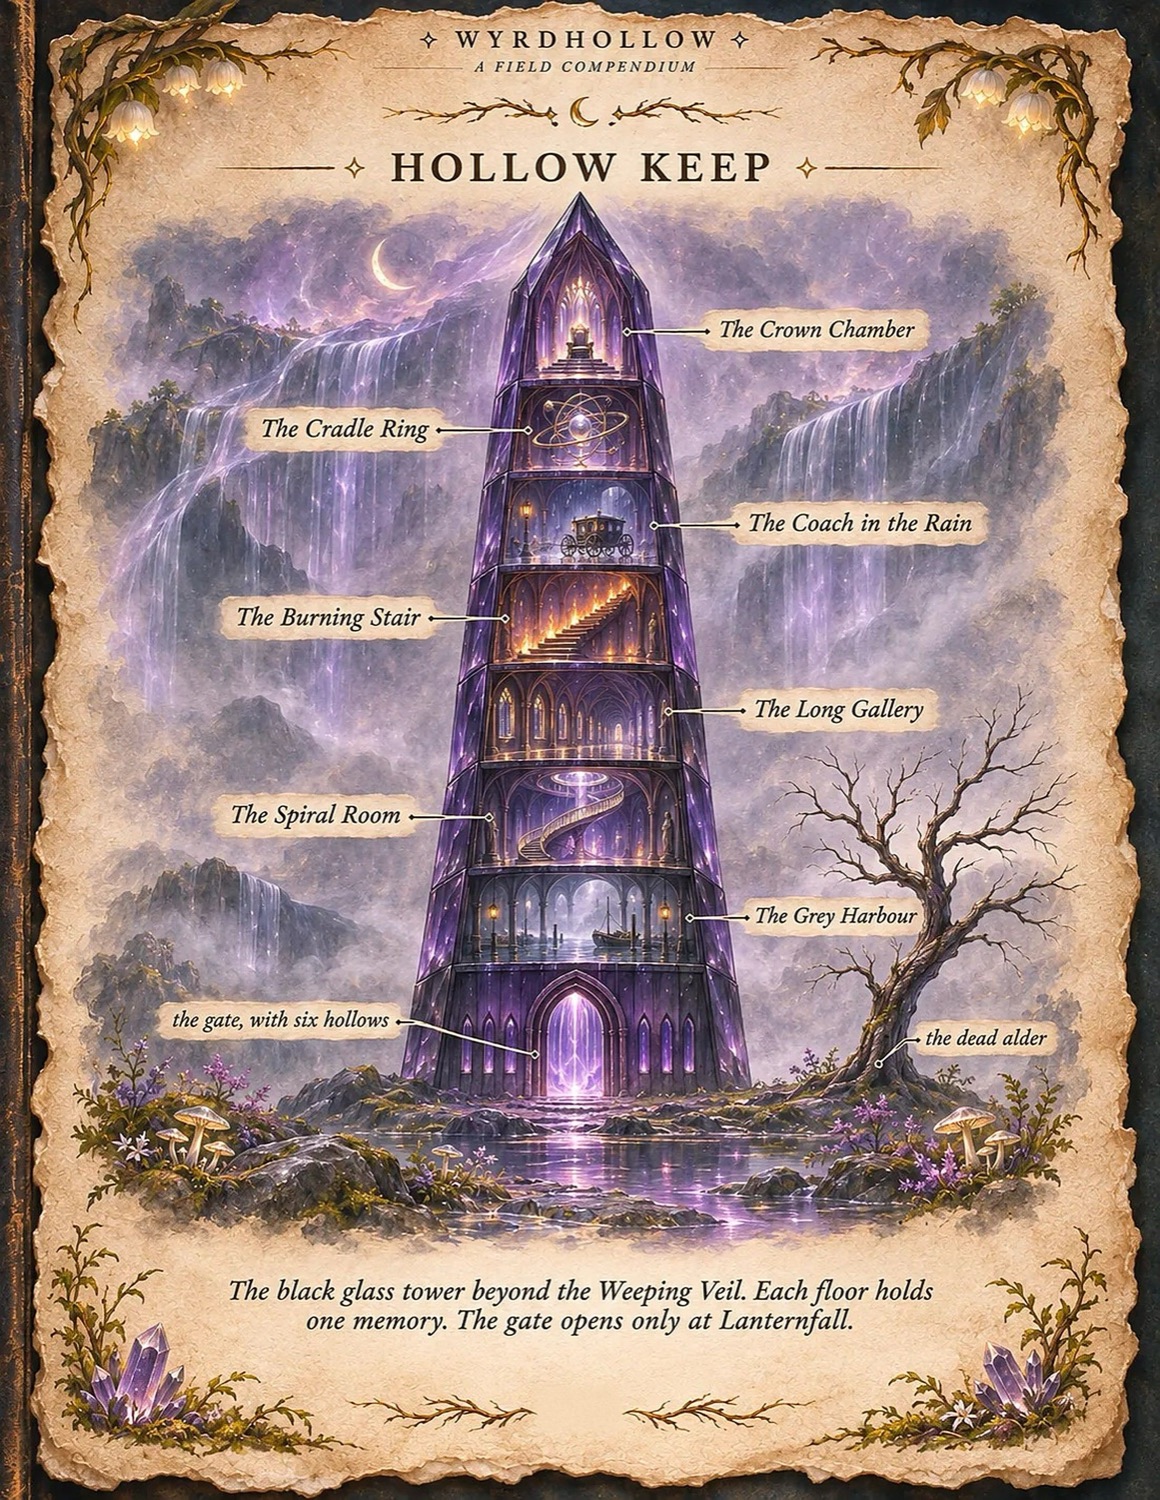 WYRDHOLLOW
A FIELD COMPENDIUM
HOLLOW KEEP
The Crown Chamber
The Cradle Ring
The Coach in the Rain
The Burning Stair
The Long Gallery
The Spiral Room
The Grey Harbour
the gate, with six hollows
the dead alder
The black glass tower beyond the Weeping Veil. Each floor holds
one memory. The gate opens only at Lanternfall.